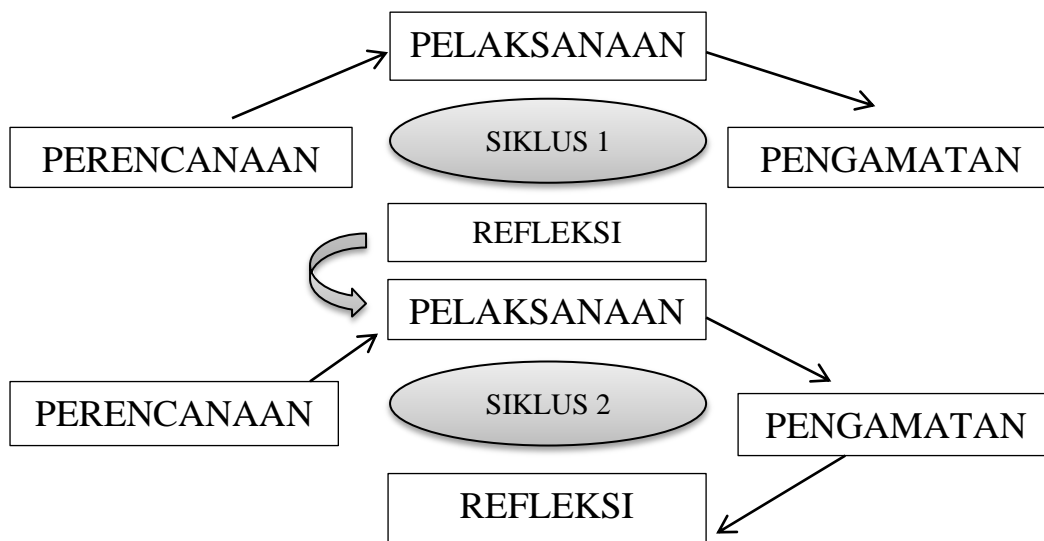 PELAKSANAAN
PERENCANAAN
SIKLUS 1
PENGAMATAN
REFLEKSI
PELAKSANAAN
PERENCANAAN
SIKLUS 2
PENGAMATAN
REFLEKSI